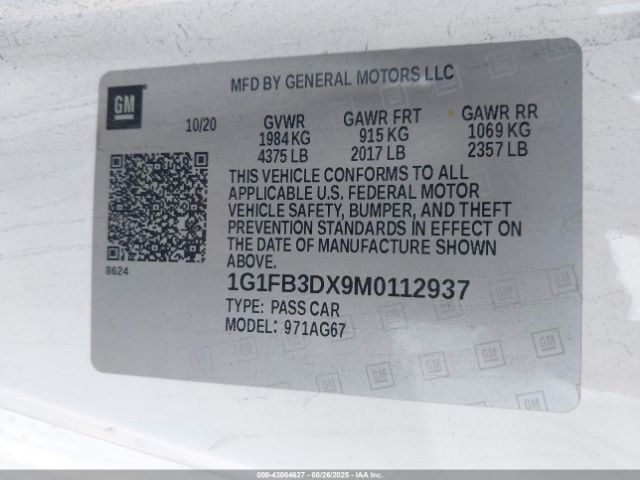 MFD BY GENERAL MOTORS LLC
GM
10/20 GVWR GAWR FRT GAWR RR
1984 KG 915 KG 1069 KG
4375 LB 2017 LB 2357 LB
THIS VEHICLE CONFORMS TO ALL
APPLICABLE U.S. FEDERAL MOTOR
VEHICLE SAFETY, BUMPER, AND THEFT
PREVENTION STANDARDS IN EFFECT ON
THE DATE OF MANUFACTURE SHOWN
ABOVE.
8624
1G1FB3DX9M0112937
TYPE: PASS CAR
MODEL: 971AG67
000-43064627 - 08/26/2025 - IAA Inc.